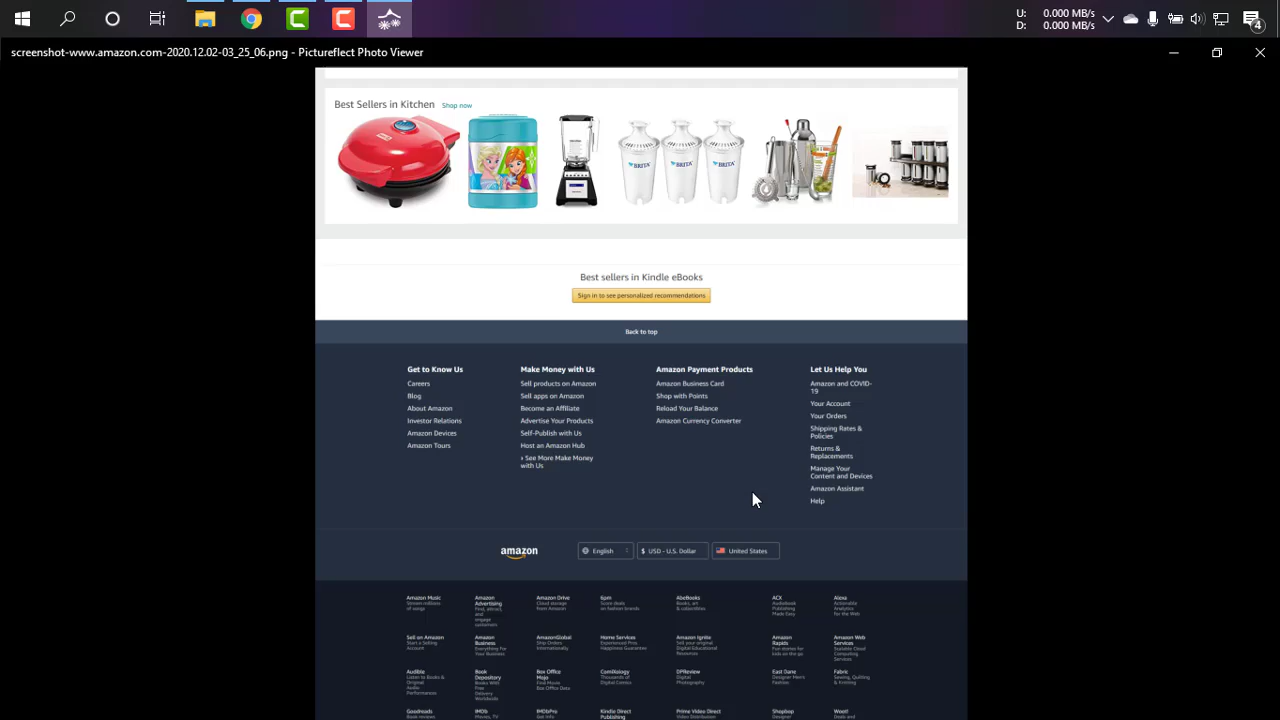 U: 0.000 MB/s
D: 0.000 MB/s
4
screenshot-www.amazon.com-2020.12.02-03_25_06.png - Pictureflect Photo Viewer
Best Sellers in Kitchen Shop now
BRITA BRITA BRITA
Best sellers in Kindle eBooks
Sign in to see personalized recommendations
Back to top
Get to Know Us
Careers
Blog
About Amazon
Investor Relations
Amazon Devices
Amazon Tours
Make Money with Us
Sell products on Amazon
Sell apps on Amazon
Become an Affiliate
Advertise Your Products
Self-Publish with Us
Host an Amazon Hub
› See More Make Money
with Us
Amazon Payment Products
Amazon Business Card
Shop with Points
Reload Your Balance
Amazon Currency Converter
Let Us Help You
Amazon and COVID-
19
Your Account
Your Orders
Shipping Rates &
Policies
Returns &
Replacements
Manage Your
Content and Devices
Amazon Assistant
Help
amazon
English
$ USD - U.S. Dollar
United States
Amazon Music
Stream millions
of songs
Amazon
Advertising
Find, attract,
and
engage
customers
Amazon Drive
Cloud storage
from Amazon
6pm
Score deals
on fashion brands
AbeBooks
Books, art
& collectibles
ACX
Audiobook
Publishing
Made Easy
Alexa
Actionable
Analytics
for the Web
Sell on Amazon
Start a Selling
Account
Amazon
Business
Everything For
Your Business
AmazonGlobal
Ship Orders
Internationally
Home Services
Experienced Pros
Happiness Guarantee
Amazon Ignite
Sell your original
Digital Educational
Resources
Amazon
Rapids
Fun stories for
kids on the go
Amazon Web
Services
Scalable Cloud
Computing
Services
Audible
Listen to Books &
Original
Audio
Performances
Book
Depository
Books With
Free
Delivery
Worldwide
Box Office
Mojo
Find Movie
Box Office Data
ComiXology
Thousands of
Digital Comics
DPReview
Digital
Photography
East Dane
Designer Men's
Fashion
Fabric
Sewing, Quilting
& Knitting
Goodreads
Book reviews
IMDb
Movies, TV
IMDbPro
Get Info
Kindle Direct
Publishing
Prime Video Direct
Video Distribution
Shopbop
Designer
Woot!
Deals and